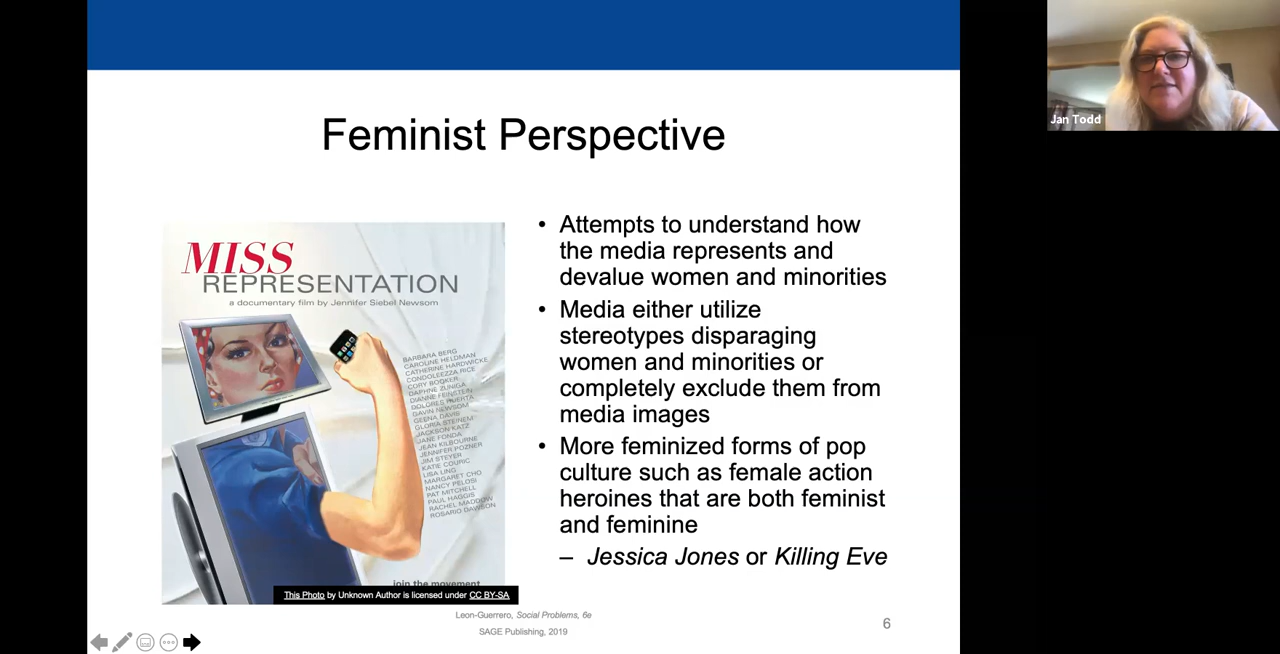 Jan Todd
Feminist Perspective
MISS
REPRESENTATION
a documentary film by Jennifer Siebel Newsom
BARBARA BERG
CAROLINE HELDMAN
CATHERINE HARDWICKE
CONDOLEEZZA RICE
CORY BOOKER
DAPHNE ZUNIGA
DIANNE FEINSTEIN
DOLORES HUERTA
GAVIN NEWSOM
GEENA DAVIS
GLORIA STEINEM
JACKSON KATZ
JANE FONDA
JEAN KILBOURNE
JENNIFER POZNER
JIM STEYER
KATIE COURIC
LISA LING
MARGARET CHO
NANCY PELOSI
PAT MITCHELL
PAUL HAGGIS
RACHEL MADDOW
ROSARIO DAWSON
join the movement
This Photo by Unknown Author is licensed under CC BY-SA
• Attempts to understand how
the media represents and
devalue women and minorities
• Media either utilize
stereotypes disparaging
women and minorities or
completely exclude them from
media images
• More feminized forms of pop
culture such as female action
heroines that are both feminist
and feminine
– Jessica Jones or Killing Eve
Leon-Guerrero, Social Problems, 6e
SAGE Publishing, 2019
6